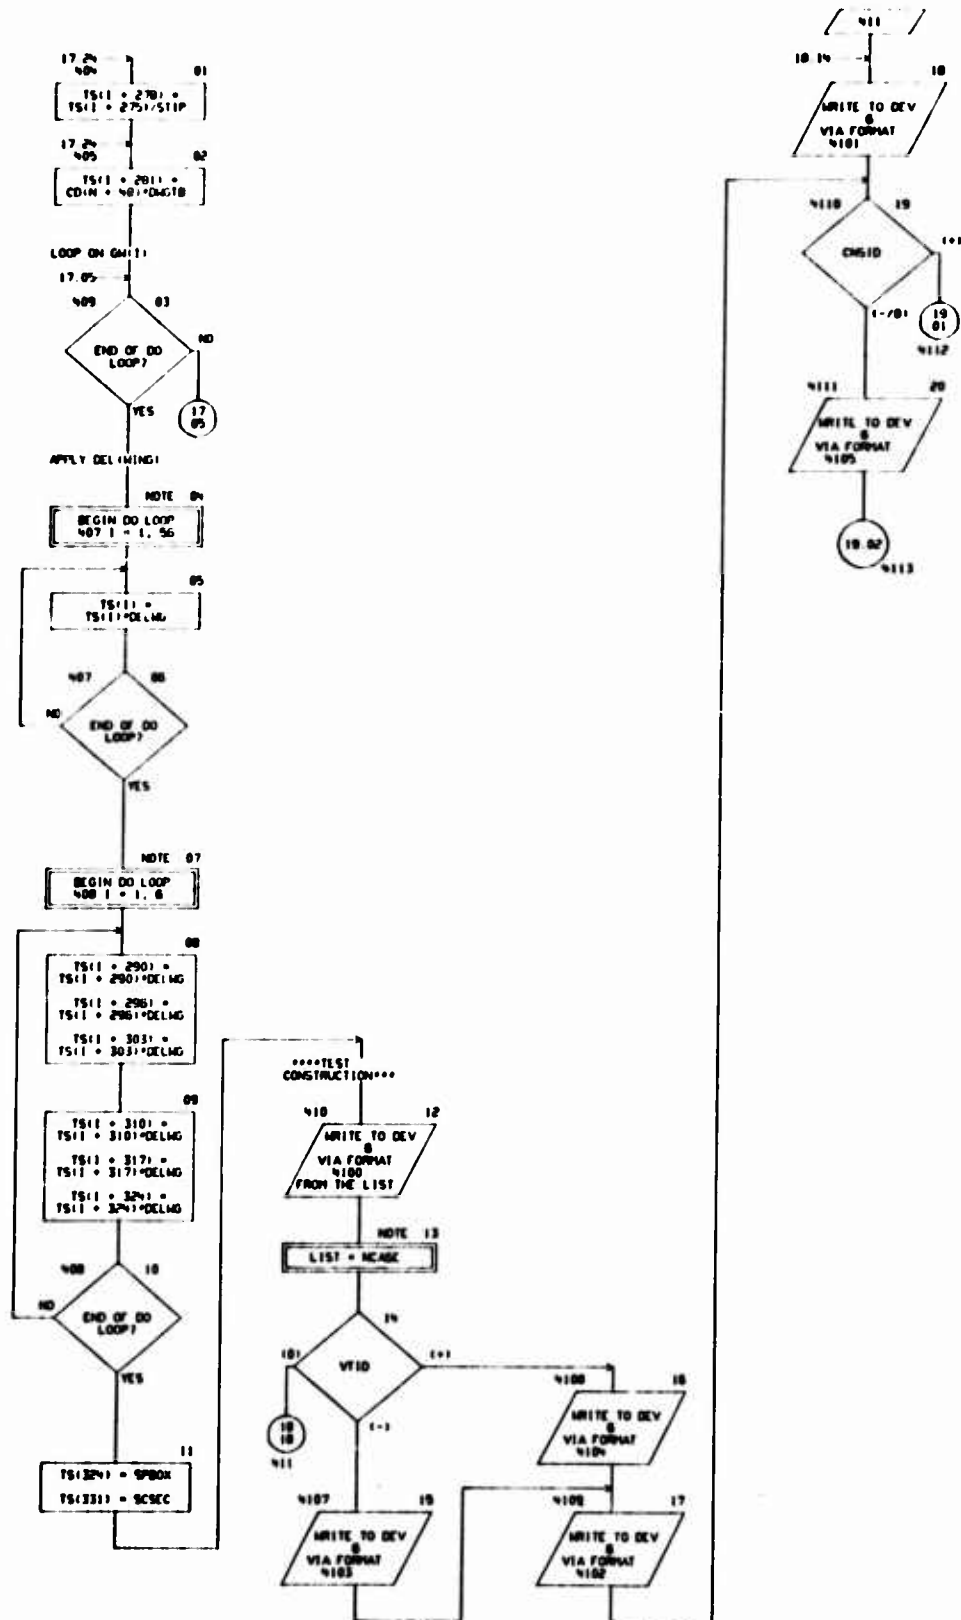 17.24
404
01
TS(I + 278) =
TS(I + 275)/STIP
17.24
405
02
TS(I + 281) =
CD(N + 48)*DWGTB
LOOP ON GW(I)
17.05
409 03
END OF DO
LOOP?
NO
17
05
YES
APPLY DEL(WING)
NOTE 04
BEGIN DO LOOP
407 I = 1, 56
05
TS(I) =
TS(I)*DELWG
407 06
END OF DO
LOOP?
NO
YES
NOTE 07
BEGIN DO LOOP
408 I = 1, 6
08
TS(I + 290) =
TS(I + 290)*DELWG
TS(I + 296) =
TS(I + 296)*DELWG
TS(I + 303) =
TS(I + 303)*DELWG
09
TS(I + 310) =
TS(I + 310)*DELWG
TS(I + 317) =
TS(I + 317)*DELWG
TS(I + 324) =
TS(I + 324)*DELWG
408 10
END OF DO
LOOP?
NO
YES
11
TS(324) = SPBOX
TS(331) = SCSEC
****TEST
CONSTRUCTION***
410 12
WRITE TO DEV
6
VIA FORMAT
4100
FROM THE LIST
NOTE 13
LIST = NCASE
14
VTID
(0)
(+)
(-)
18
18
411
4107 15
WRITE TO DEV
6
VIA FORMAT
4103
4108 16
WRITE TO DEV
6
VIA FORMAT
4104
4109 17
WRITE TO DEV
6
VIA FORMAT
4102
411
18.14
18
WRITE TO DEV
6
VIA FORMAT
4101
4110 19
CNSID
(+)
(-/0)
19
01
4112
4111 20
WRITE TO DEV
6
VIA FORMAT
4105
19.02
4113